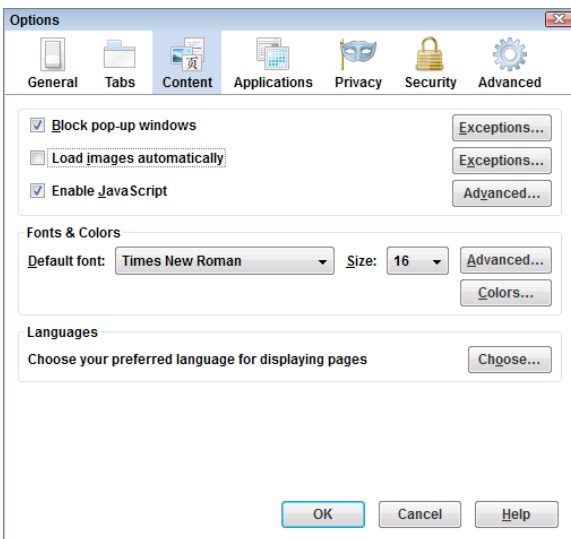 Options
General Tabs Content Applications Privacy Security Advanced
页
Block pop-up windows Exceptions...
Load images automatically Exceptions...
Enable JavaScript Advanced...
Fonts & Colors
Default font: Times New Roman Size: 16 Advanced...
Colors...
Languages
Choose your preferred language for displaying pages Choose...
OK Cancel Help